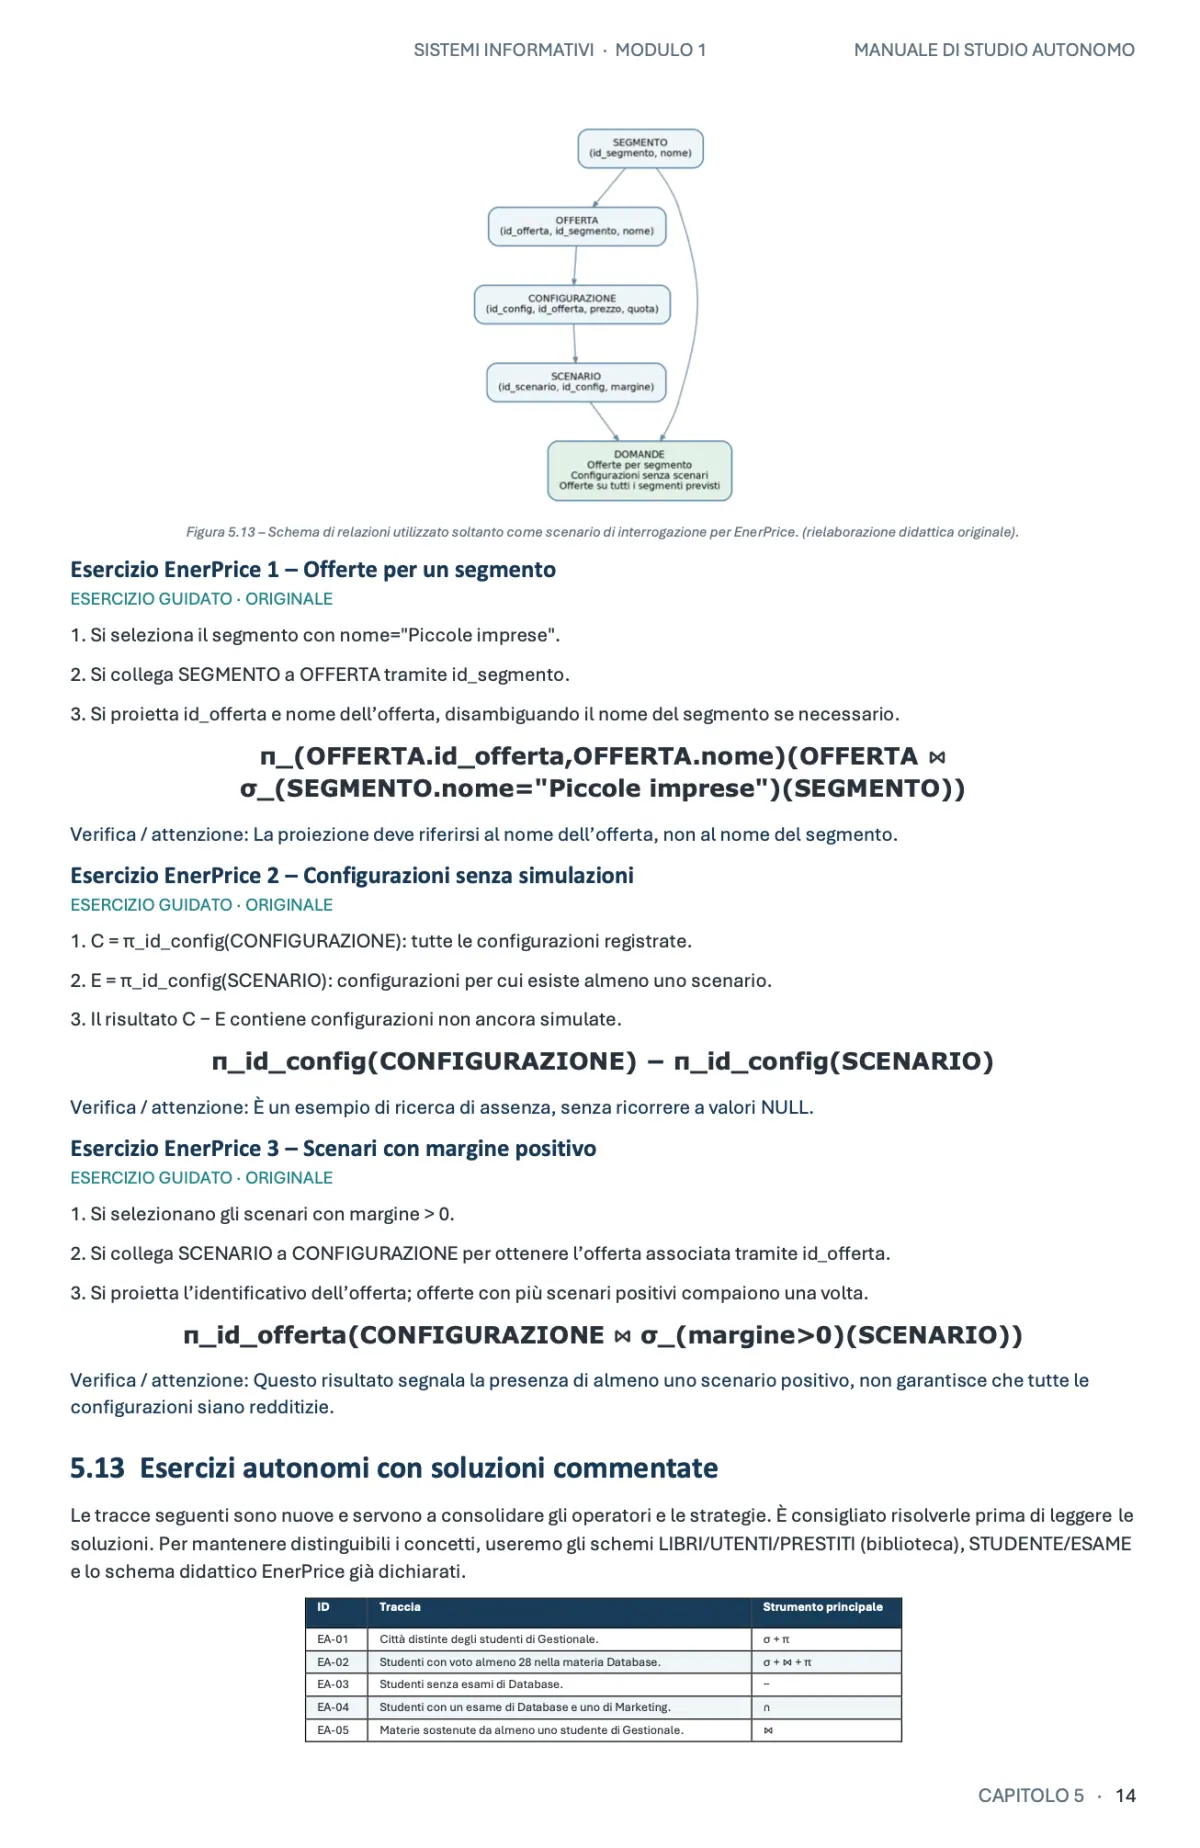 SISTEMI INFORMATIVI · MODULO 1 MANUALE DI STUDIO AUTONOMO
SEGMENTO
(id_segmento, nome)
OFFERTA
(id_offerta, id_segmento, nome)
CONFIGURAZIONE
(id_config, id_offerta, prezzo, quota)
SCENARIO
(id_scenario, id_config, margine)
DOMANDE
Offerte per segmento
Configurazioni senza scenari
Offerte su tutti i segmenti previsti
Figura 5.13 – Schema di relazioni utilizzato soltanto come scenario di interrogazione per EnerPrice. (rielaborazione didattica originale).
Esercizio EnerPrice 1 – Offerte per un segmento
ESERCIZIO GUIDATO · ORIGINALE
1. Si seleziona il segmento con nome="Piccole imprese".
2. Si collega SEGMENTO a OFFERTA tramite id_segmento.
3. Si proietta id_offerta e nome dell’offerta, disambiguando il nome del segmento se necessario.
π_(OFFERTA.id_offerta,OFFERTA.nome)(OFFERTA ⋈
σ_(SEGMENTO.nome="Piccole imprese")(SEGMENTO))
Verifica / attenzione: La proiezione deve riferirsi al nome dell’offerta, non al nome del segmento.
Esercizio EnerPrice 2 – Configurazioni senza simulazioni
ESERCIZIO GUIDATO · ORIGINALE
1. C = π_id_config(CONFIGURAZIONE): tutte le configurazioni registrate.
2. E = π_id_config(SCENARIO): configurazioni per cui esiste almeno uno scenario.
3. Il risultato C − E contiene configurazioni non ancora simulate.
π_id_config(CONFIGURAZIONE) − π_id_config(SCENARIO)
Verifica / attenzione: È un esempio di ricerca di assenza, senza ricorrere a valori NULL.
Esercizio EnerPrice 3 – Scenari con margine positivo
ESERCIZIO GUIDATO · ORIGINALE
1. Si selezionano gli scenari con margine > 0.
2. Si collega SCENARIO a CONFIGURAZIONE per ottenere l’offerta associata tramite id_offerta.
3. Si proietta l’identificativo dell’offerta; offerte con più scenari positivi compaiono una volta.
π_id_offerta(CONFIGURAZIONE ⋈ σ_(margine>0)(SCENARIO))
Verifica / attenzione: Questo risultato segnala la presenza di almeno uno scenario positivo, non garantisce che tutte le
configurazioni siano redditizie.
5.13 Esercizi autonomi con soluzioni commentate
Le tracce seguenti sono nuove e servono a consolidare gli operatori e le strategie. È consigliato risolverle prima di leggere le
soluzioni. Per mantenere distinguibili i concetti, useremo gli schemi LIBRI/UTENTI/PRESTITI (biblioteca), STUDENTE/ESAME
e lo schema didattico EnerPrice già dichiarati.
ID Traccia Strumento principale
EA-01 Città distinte degli studenti di Gestionale. σ + π
EA-02 Studenti con voto almeno 28 nella materia Database. σ + ⋈ + π
EA-03 Studenti senza esami di Database. −
EA-04 Studenti con un esame di Database e uno di Marketing. ∩
EA-05 Materie sostenute da almeno uno studente di Gestionale. ⋈
CAPITOLO 5 · 14